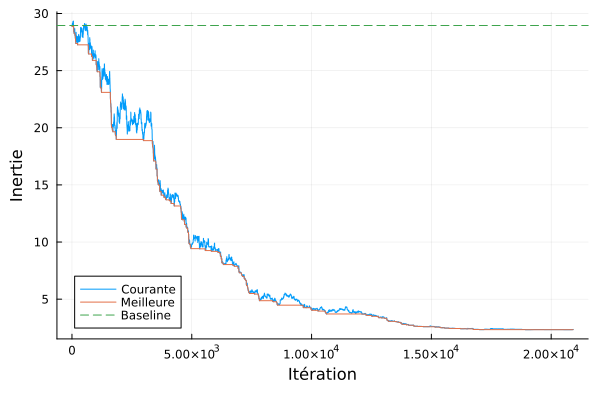 30
25
20
15
10
5
Inertie
Courante
Meilleure
Baseline
0 5.00×10³ 1.00×10⁴ 1.50×10⁴ 2.00×10⁴
Itération